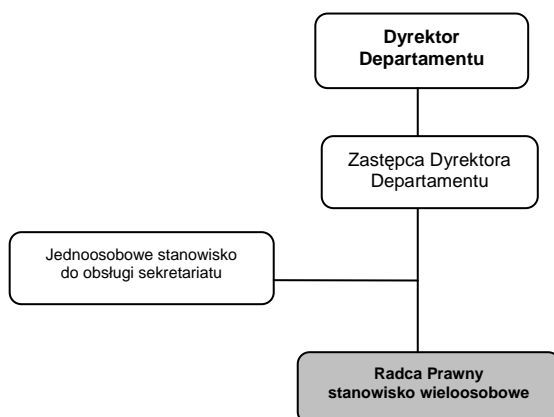 Dyrektor
Departamentu
Zastępca Dyrektora
Departamentu
Jednoosobowe stanowisko
do obsługi sekretariatu
Radca Prawny
stanowisko wieloosobowe